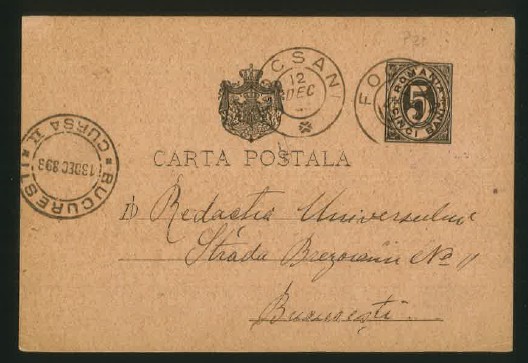 FOCSANI
12 DEC
ROMANIA
5
CINCI BANI
CARTA POSTALA
BUCURESCI
CURSA II
13 DEC 893
D Redactia Universului
Strada Brezoianu No 11
Bucuresti